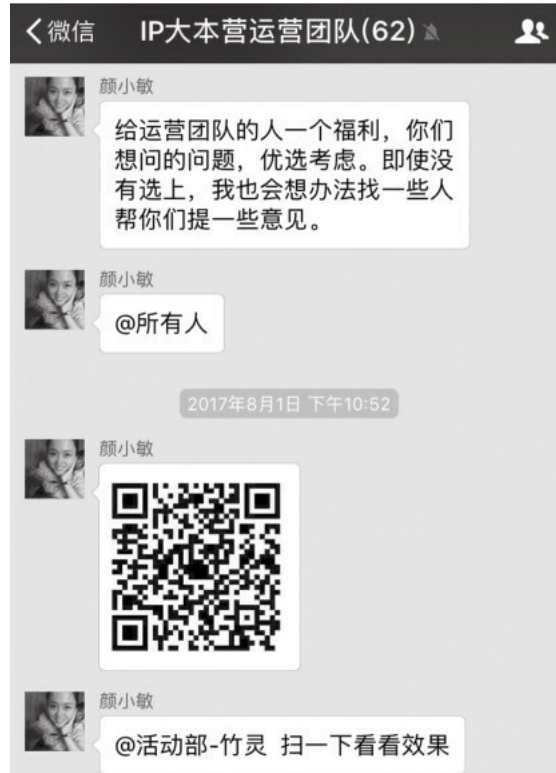 微信
IP大本营运营团队(62)
颜小敏
给运营团队的人一个福利，你们
想问的问题，优选考虑。即使没
有选上，我也会想办法找一些人
帮你们提一些意见。
颜小敏
@所有人
2017年8月1日 下午10:52
颜小敏
颜小敏
@活动部-竹灵 扫一下看看效果